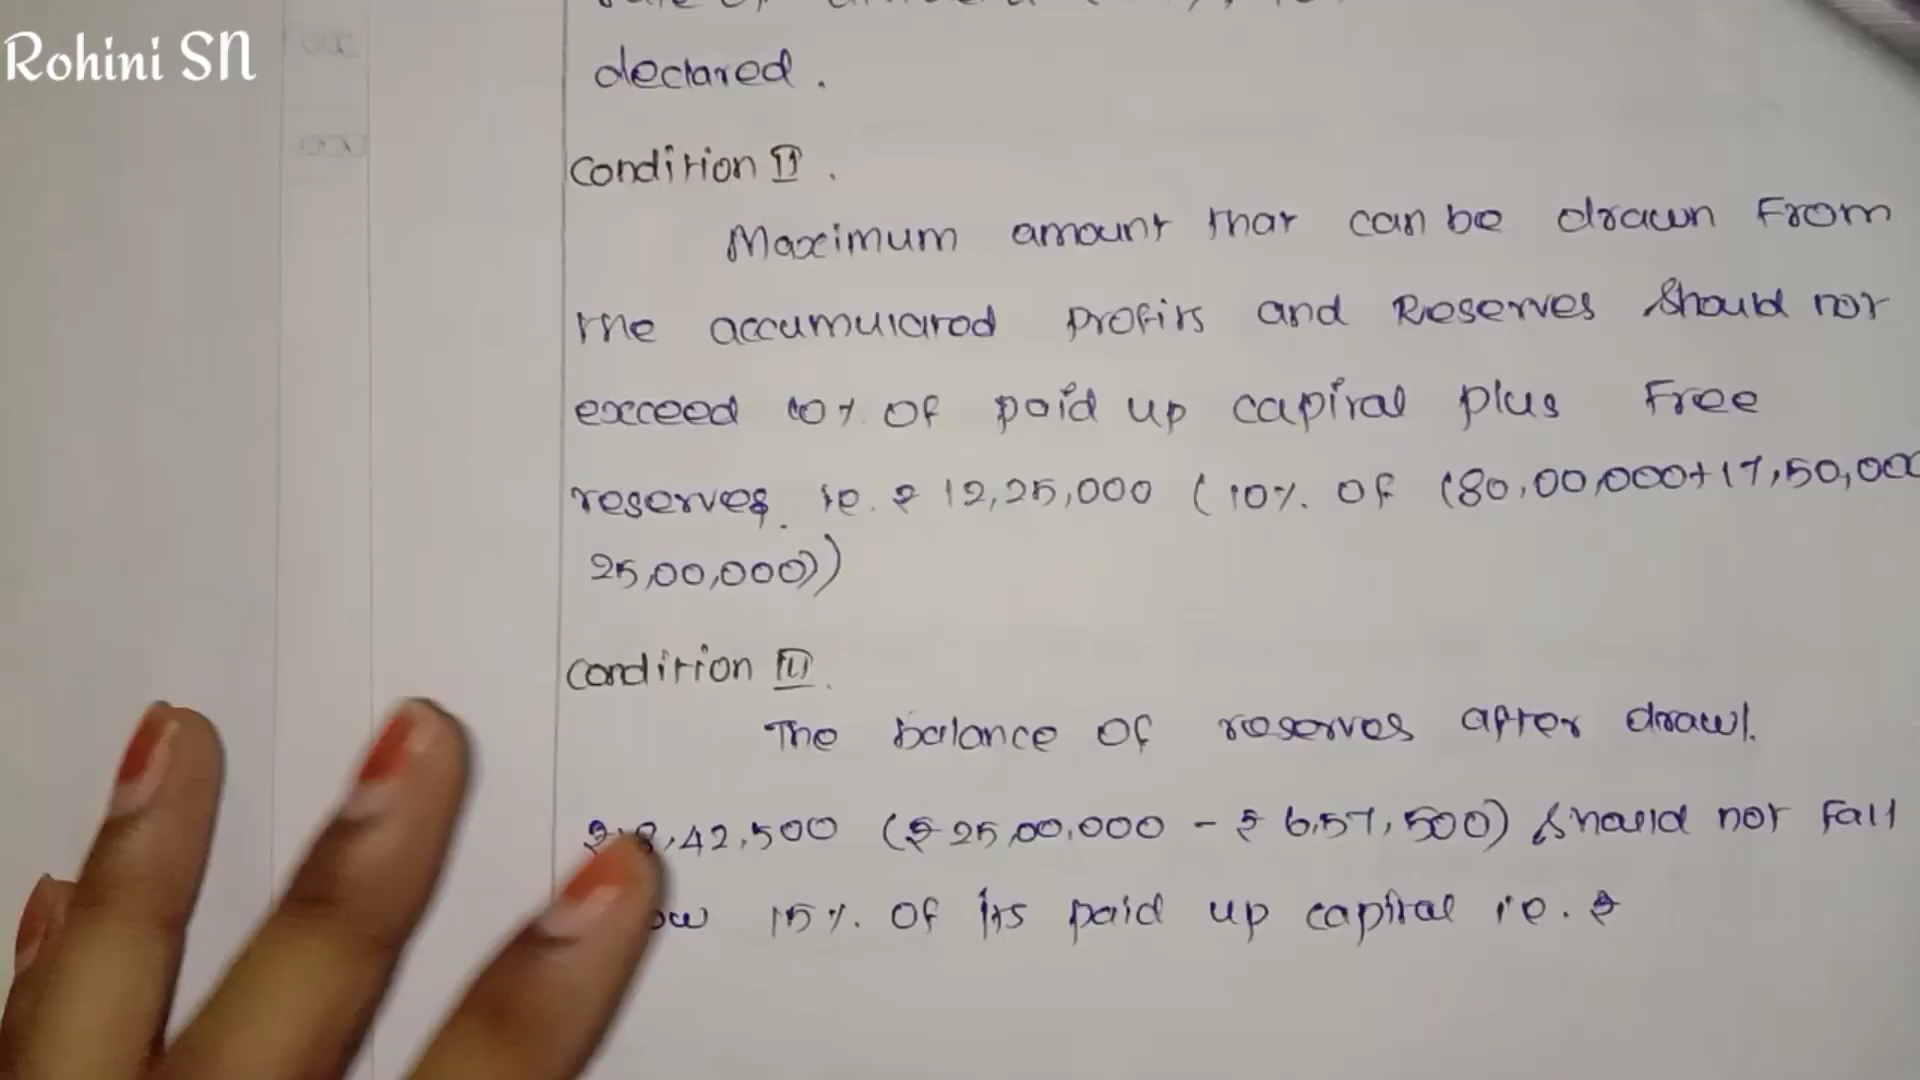 Rohini SN
declared.
Condition II.
Maximum amount that can be drawn From
the accumulated profits and Reserves should not
exceed 10% OF paid up capital plus Free
reserves. ie. ₹ 12,25,000 (10% OF (80,00,000+17,50,000
25,00,000))
Condition III.
The balance OF reserves after drawl.
8,42,500 (₹ 25,00,000 - ₹ 6,57,500) should not Fall
15% OF its paid up capital ie. ₹